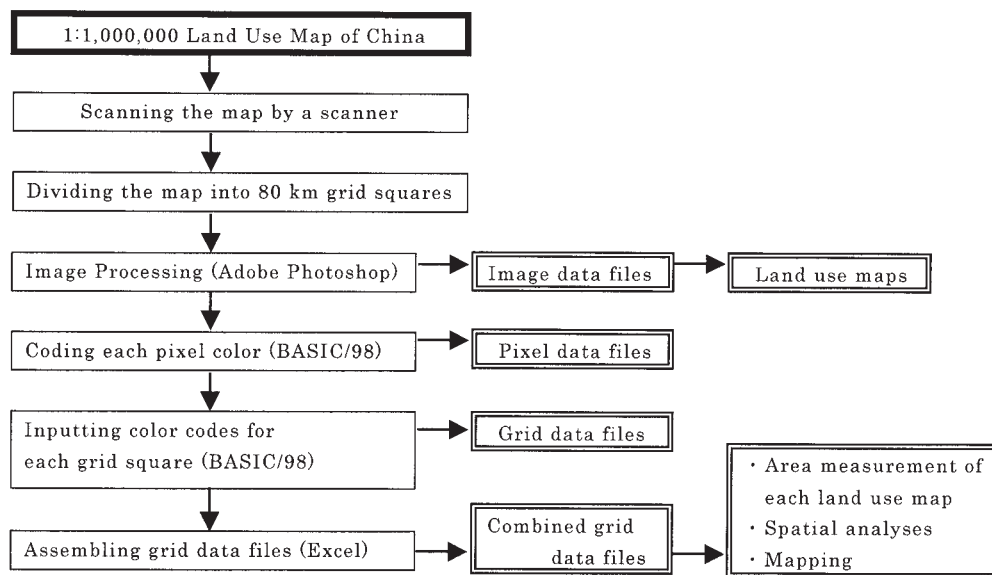 1:1,000,000 Land Use Map of China
Scanning the map by a scanner
Dividing the map into 80 km grid squares
Image Processing (Adobe Photoshop)
Image data files
Land use maps
Coding each pixel color (BASIC/98)
Pixel data files
Inputting color codes for
each grid square (BASIC/98)
Grid data files
Assembling grid data files (Excel)
Combined grid
data files
・Area measurement of
each land use map
・Spatial analyses
・Mapping